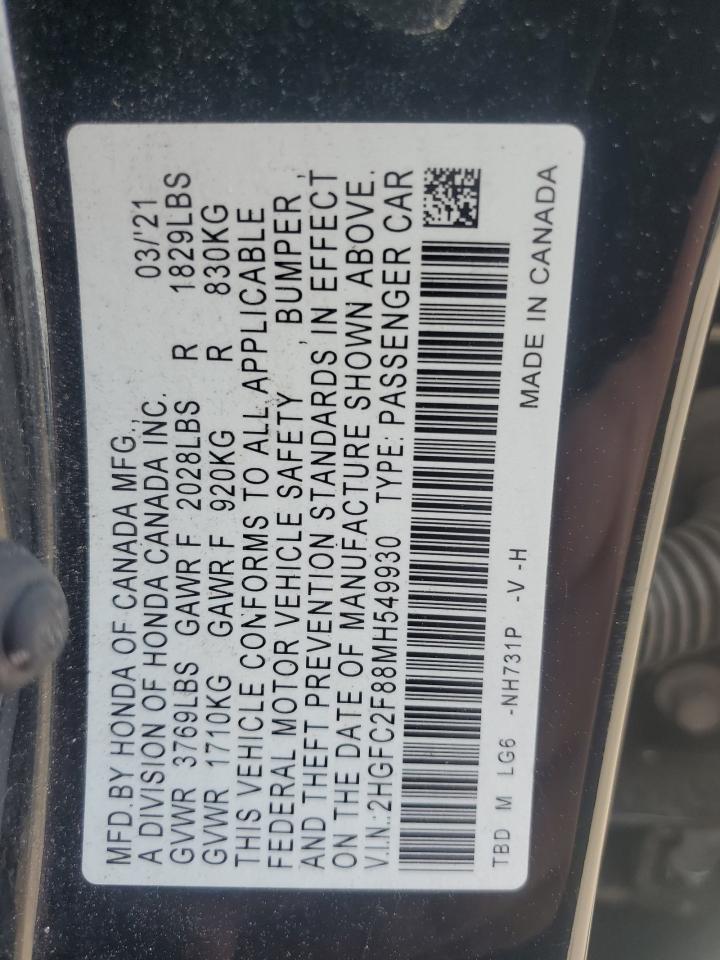 MFD. BY HONDA OF CANADA MFG.,
A DIVISION OF HONDA CANADA INC. 03/'21
GVWR 3769LBS GAWR F 2028LBS R 1829LBS
GVWR 1710KG GAWR F 920KG R 830KG
THIS VEHICLE CONFORMS TO ALL APPLICABLE
FEDERAL MOTOR VEHICLE SAFETY , BUMPER ,
AND THEFT PREVENTION STANDARDS IN EFFECT
ON THE DATE OF MANUFACTURE SHOWN ABOVE.
V.I.N.:2HGFC2F88MH549930 TYPE: PASSENGER CAR
TBD M LG6 -NH731P -V -H
MADE IN CANADA